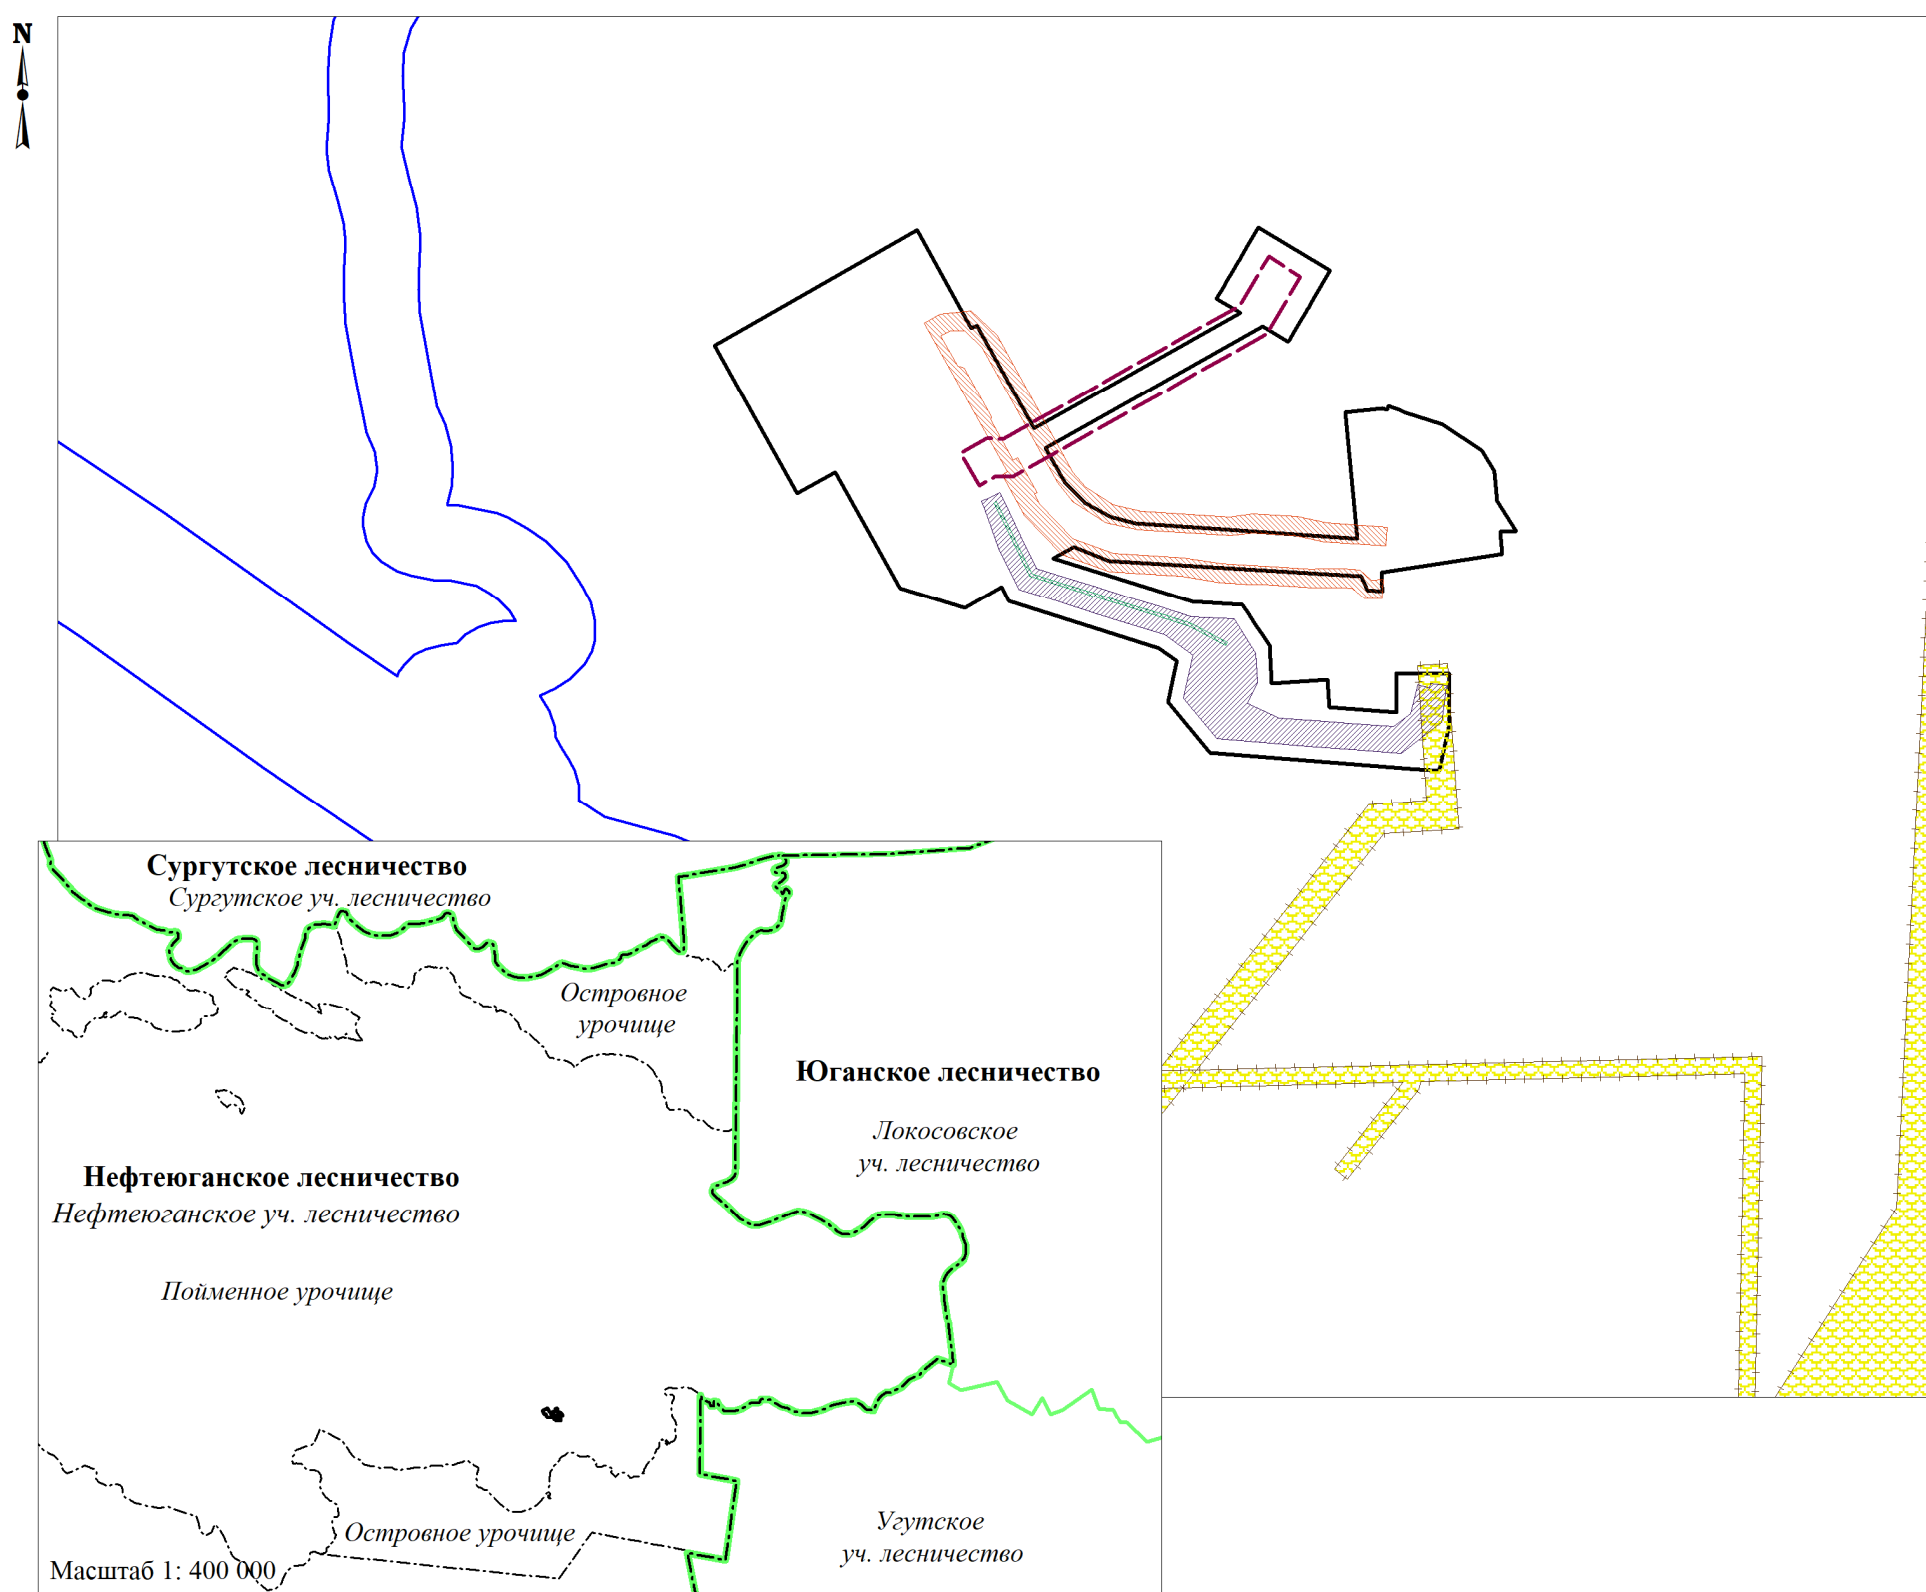 N
Сургутское лесничество
Сургутское уч. лесничество
Островное
урочище
Юганское лесничество
Локосовское
уч. лесничество
Нефтеюганское лесничество
Нефтеюганское уч. лесничество
Пойменное урочище
Островное урочище
Угутское
уч. лесничество
Масштаб 1: 400 000